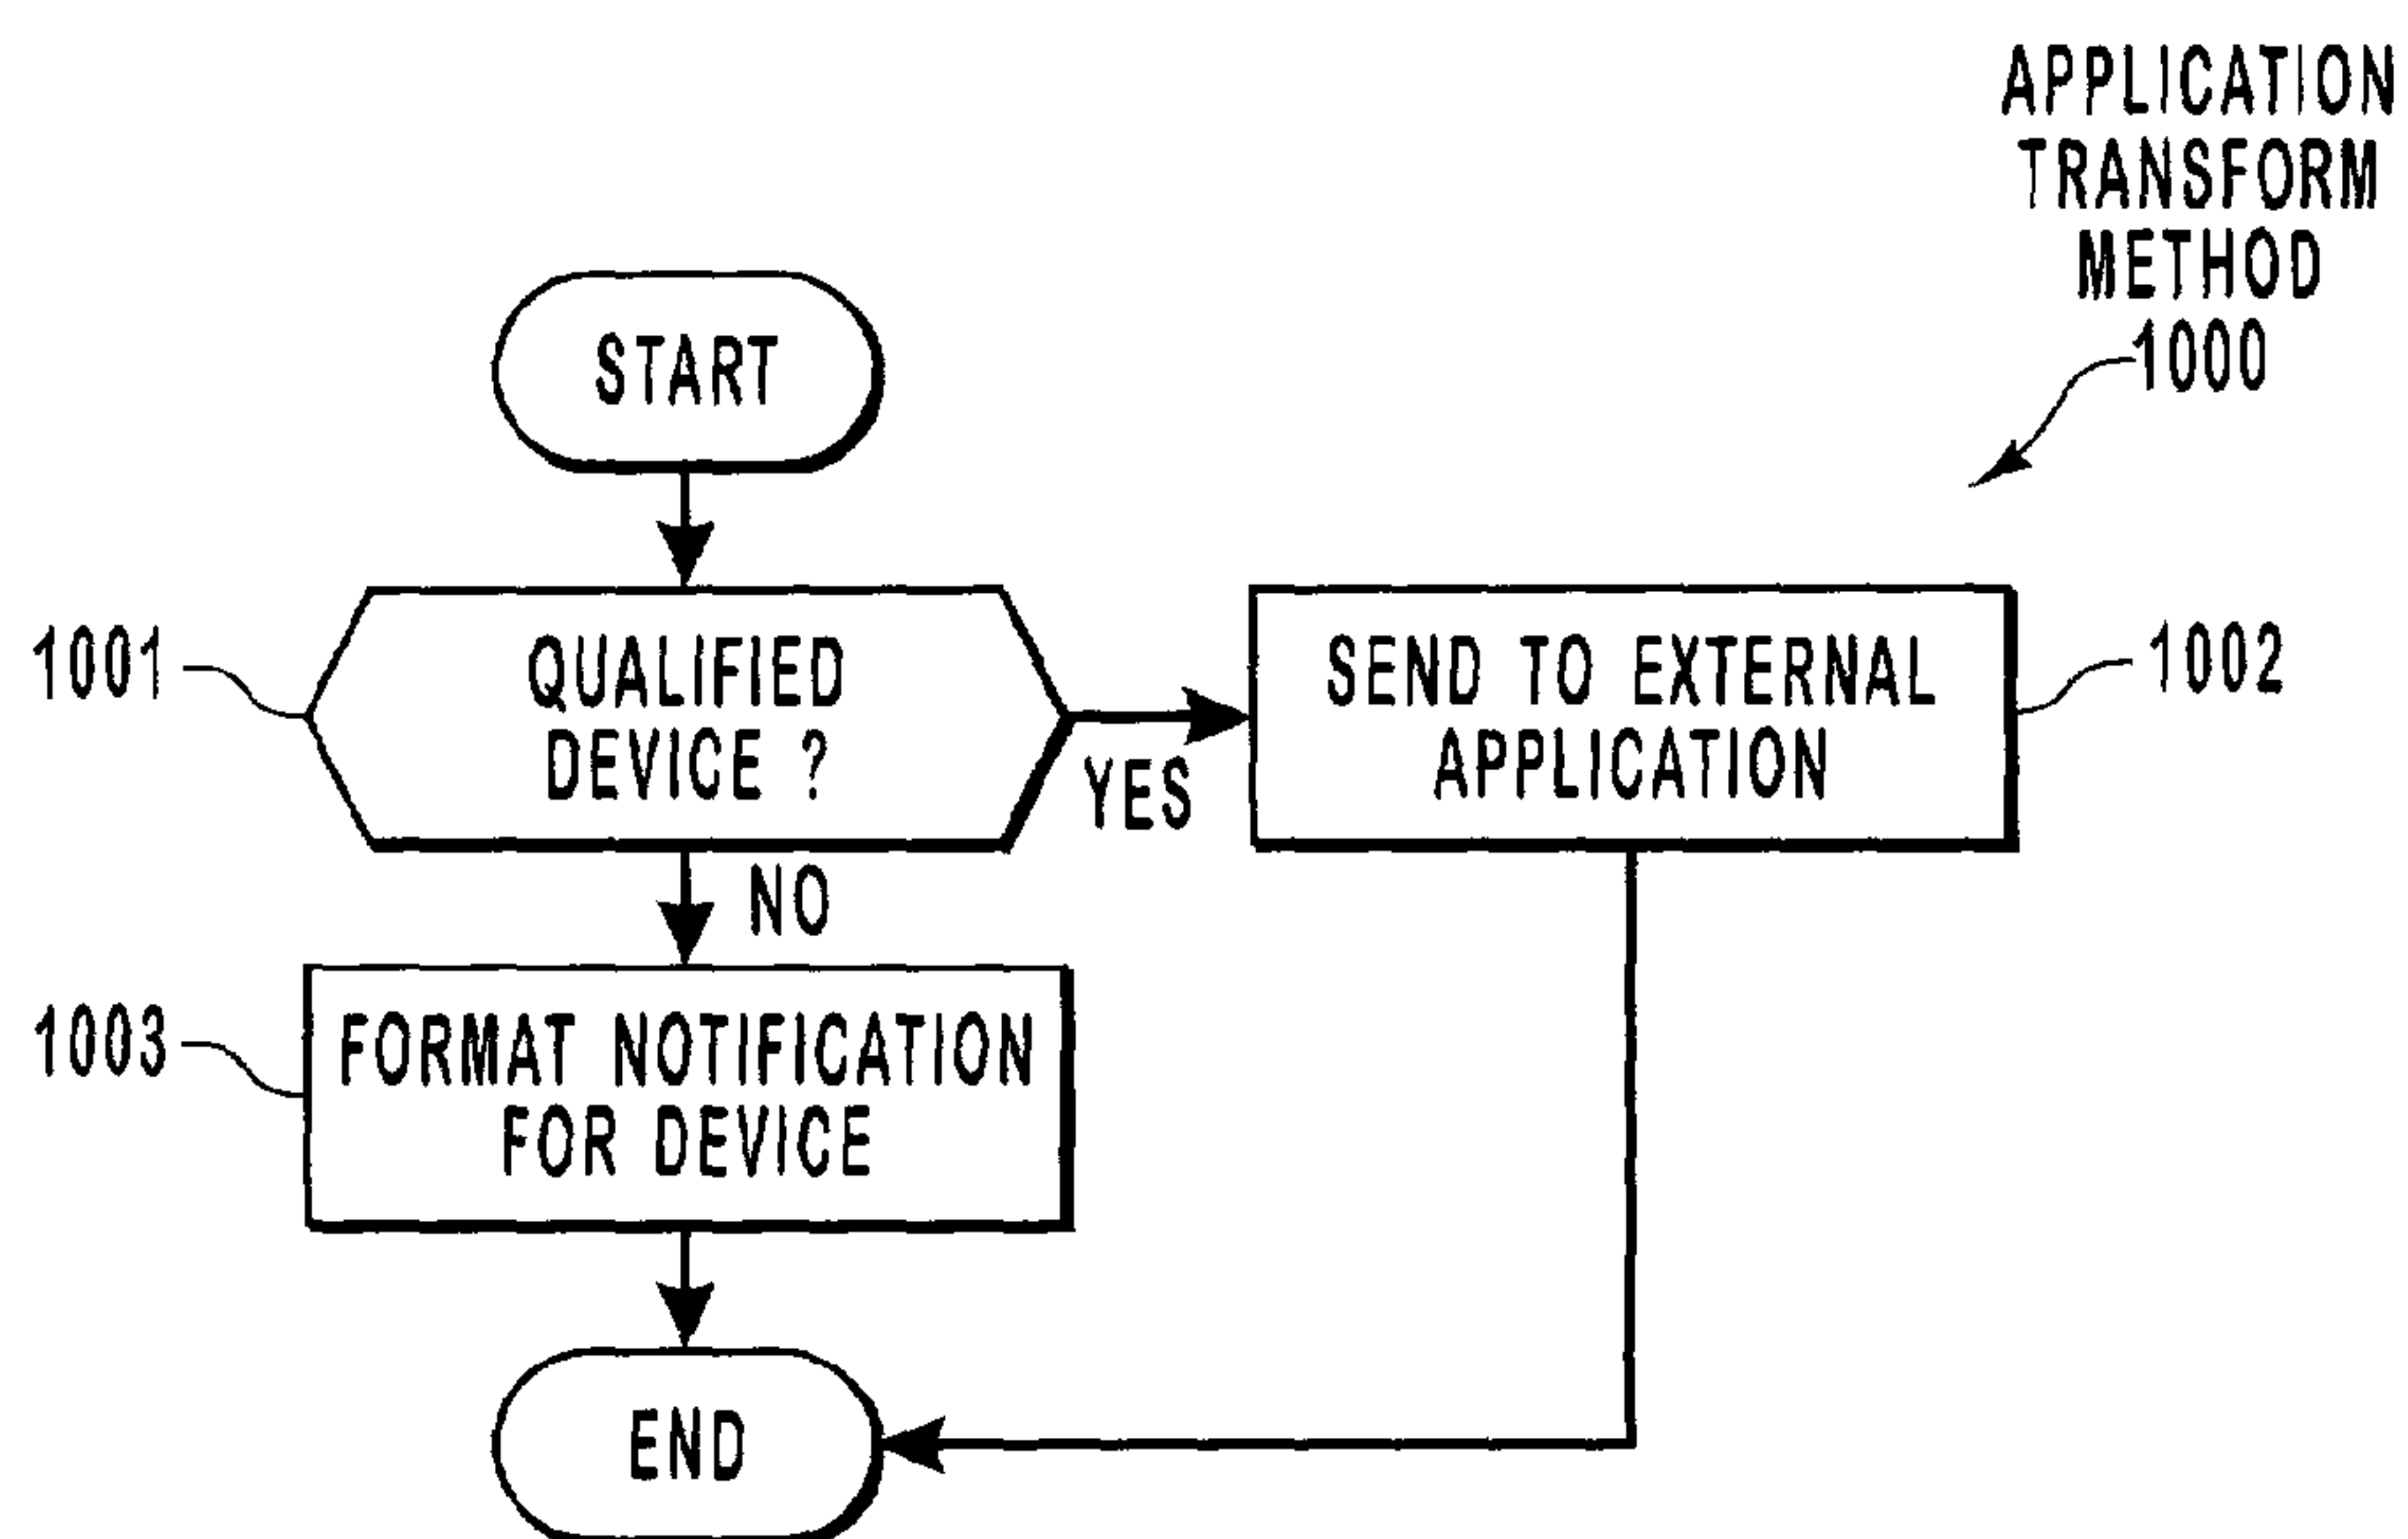 APPLICATION
TRANSFORM
METHOD
1000
START
1001
QUALIFIED
DEVICE ?
YES
SEND TO EXTERNAL
APPLICATION
1002
NO
1003
FORMAT NOTIFICATION
FOR DEVICE
END